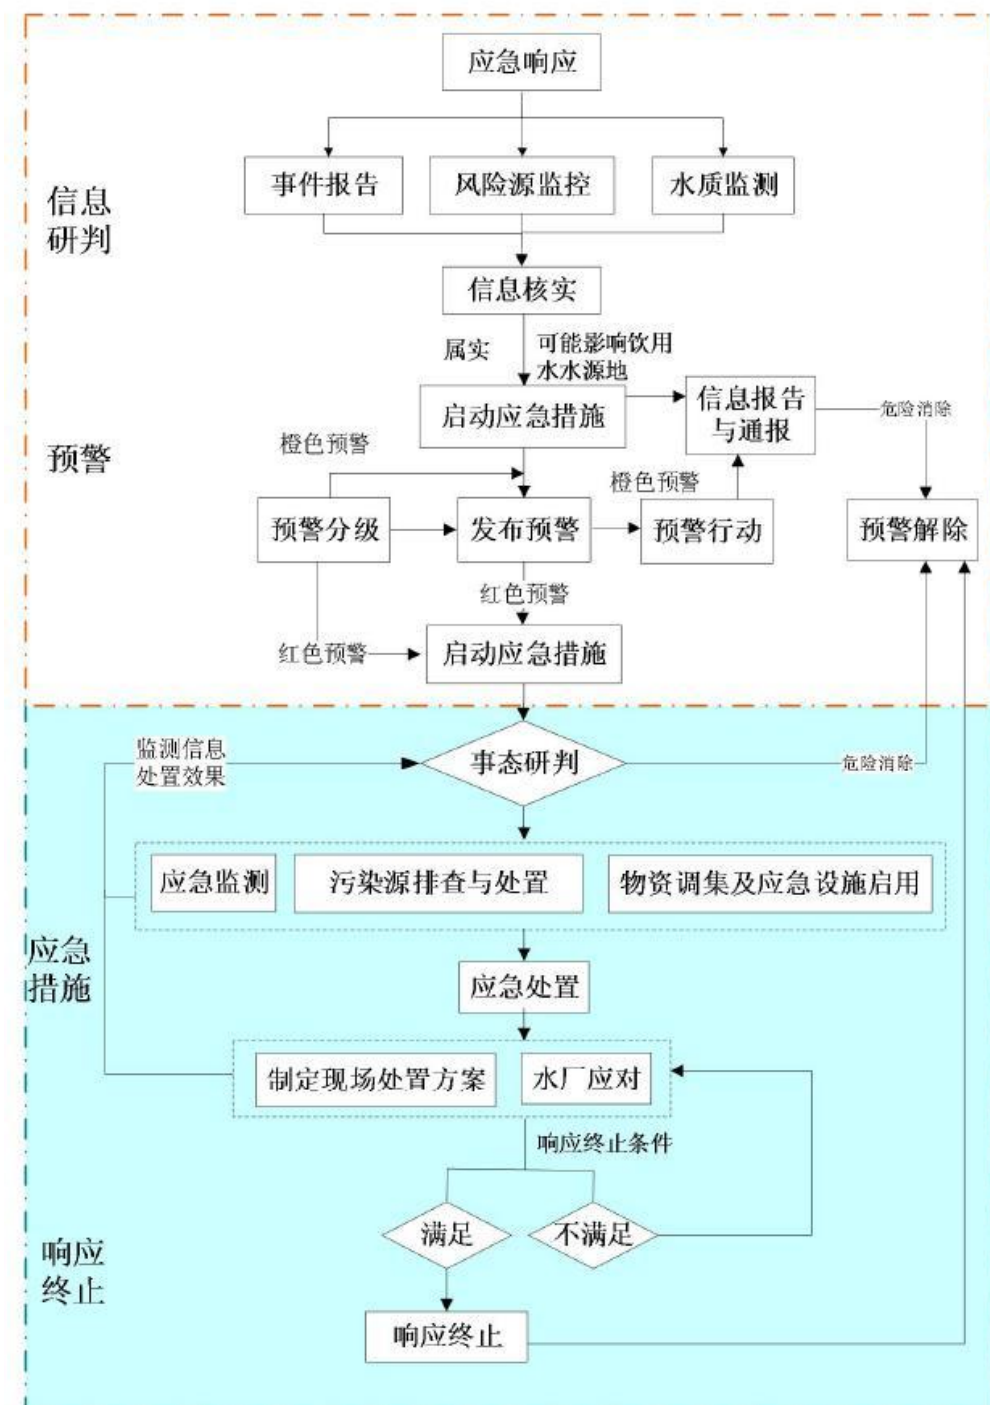 应急响应
事件报告
风险源监控
水质监测
信息
研判
信息核实
属实
可能影响饮用
水水源地
启动应急措施
信息报告
与通报
危险消除
预警
橙色预警
橙色预警
预警分级
发布预警
预警行动
预警解除
红色预警
红色预警
启动应急措施
监测信息
处置效果
事态研判
危险消除
应急监测
污染源排查与处置
物资调集及应急设施启用
应急
措施
应急处置
制定现场处置方案
水厂应对
响应终止条件
满足
不满足
响应
终止
响应终止